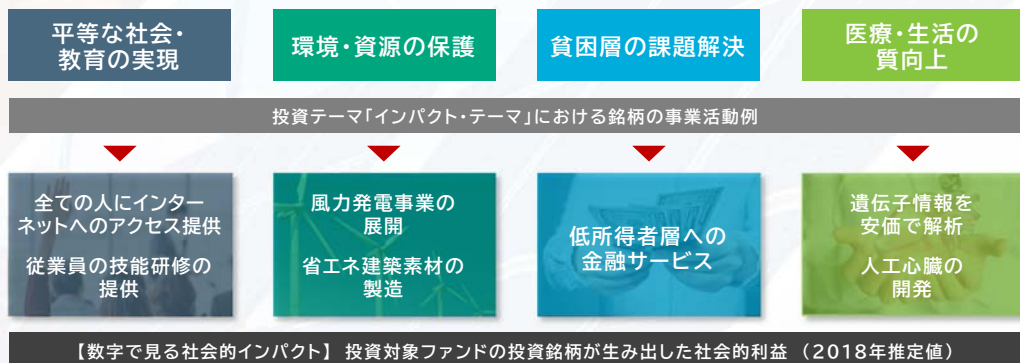 平等な社会・
教育の実現
環境・資源の保護
貧困層の課題解決
医療・生活の
質向上
投資テーマ「インパクト・テーマ」における銘柄の事業活動例
全ての人にインター
ネットへのアクセス提供
従業員の技能研修の
提供
風力発電事業の
展開
省エネ建築素材の
製造
低所得者層への
金融サービス
遺伝子情報を
安価で解析
人工心臓の
開発
【数字で見る社会的インパクト】 投資対象ファンドの投資銘柄が生み出した社会的利益 （2018年推定値）